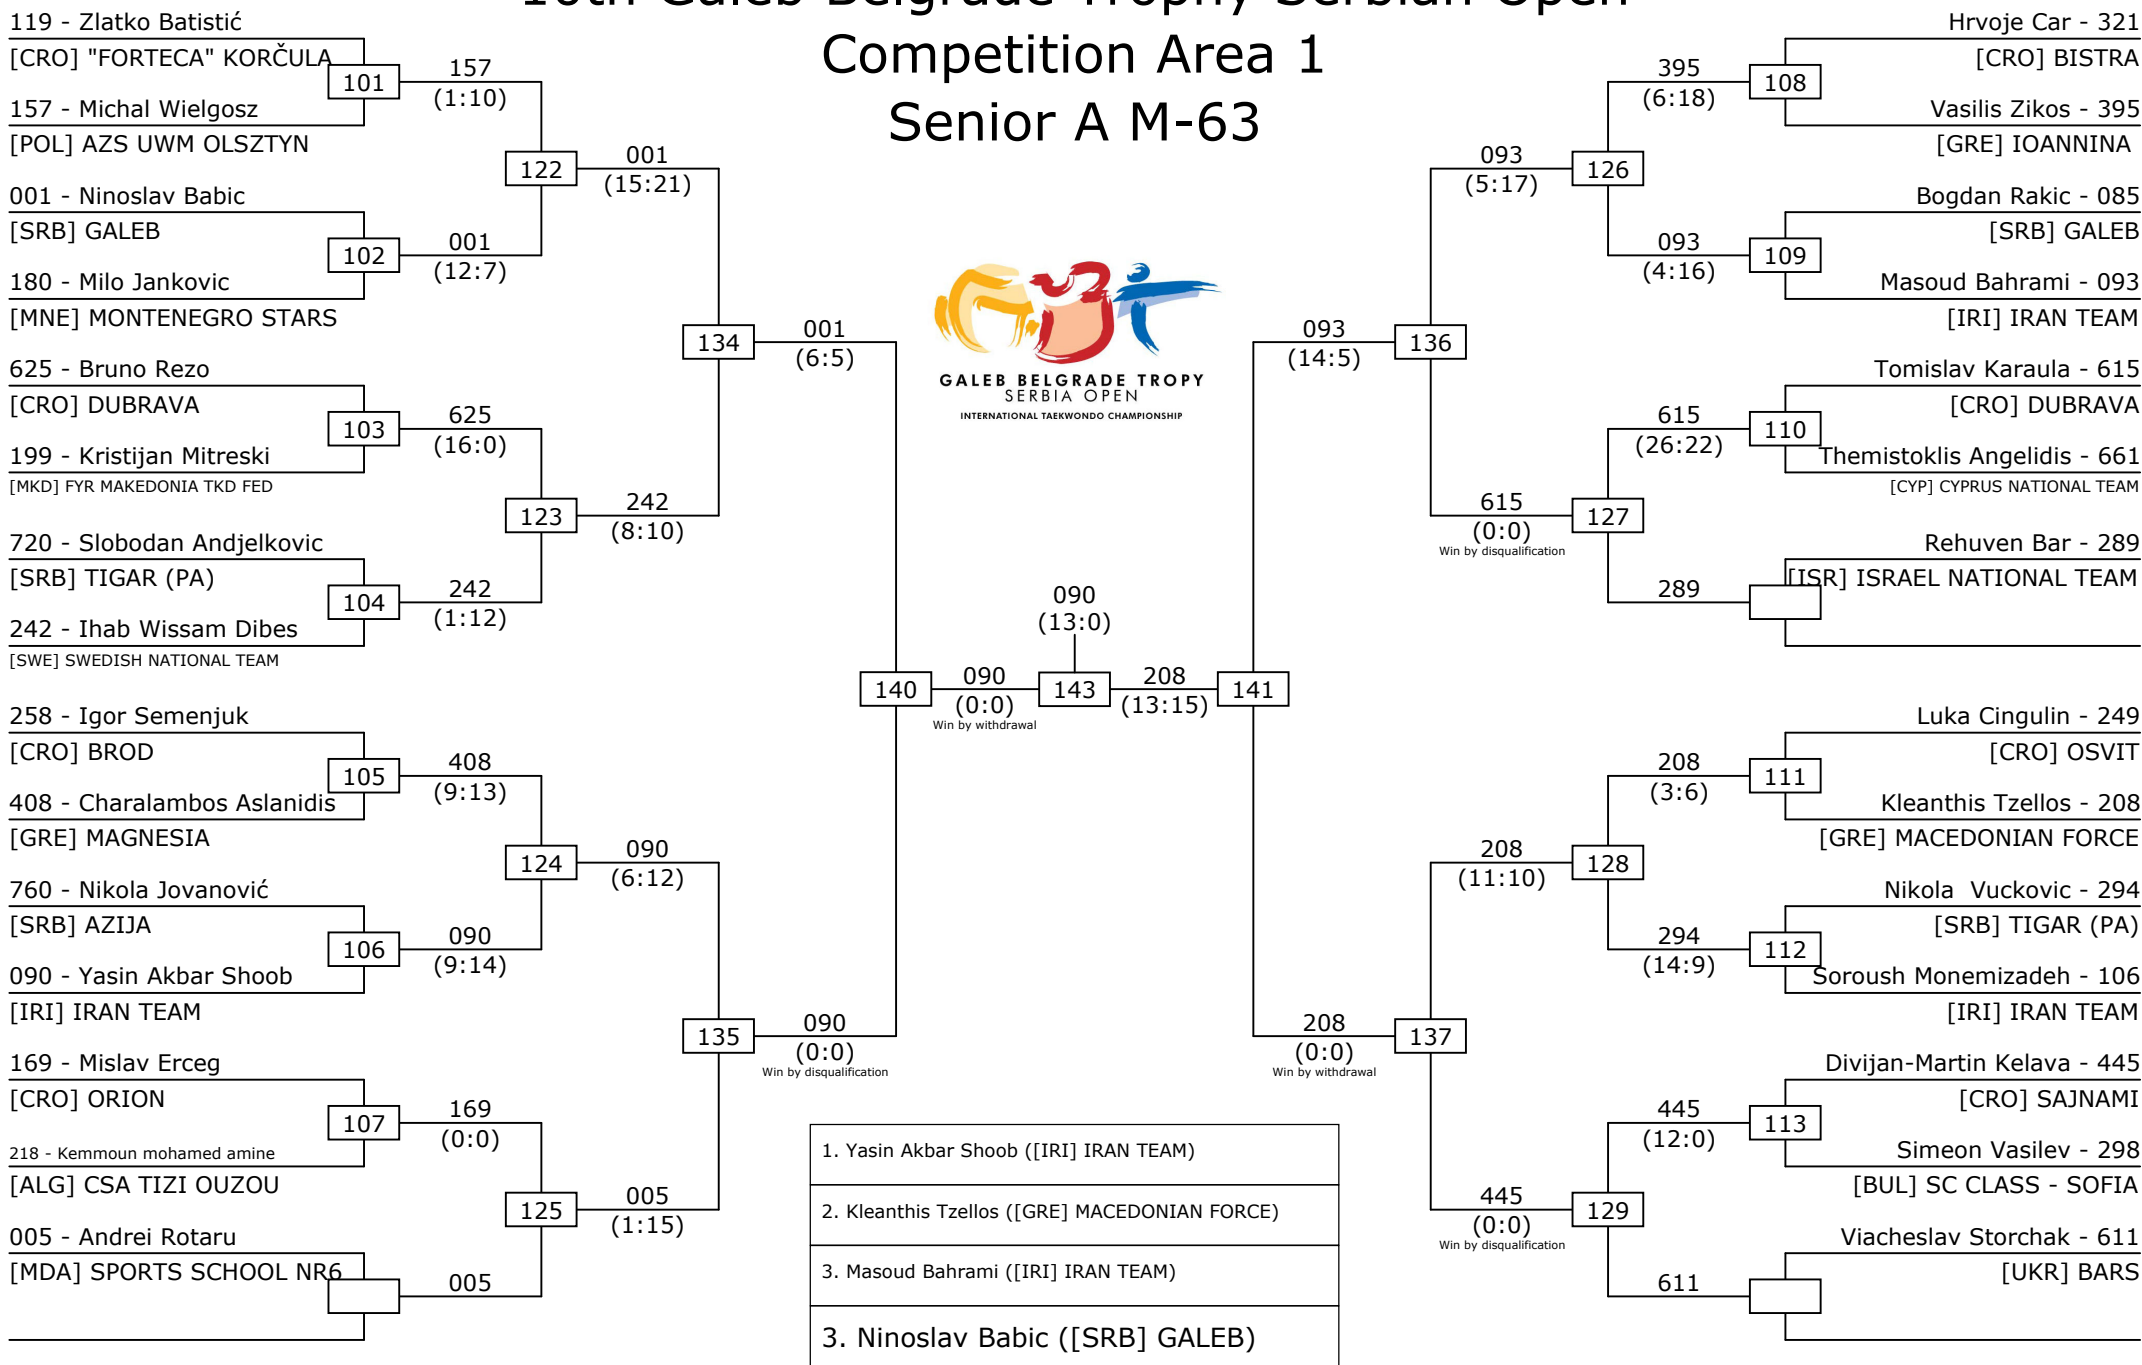 10th Galeb Belgrade Trophy Serbian Open
Competition Area 1
Senior A M-63
119 - Zlatko Batistić
[CRO] "FORTECA" KORČULA
101
157
(1:10)
157 - Michal Wielgosz
[POL] AZS UWM OLSZTYN
122
001
(15:21)
001 - Ninoslav Babic
[SRB] GALEB
102
001
(12:7)
180 - Milo Jankovic
[MNE] MONTENEGRO STARS
134
001
(6:5)
625 - Bruno Rezo
[CRO] DUBRAVA
103
625
(16:0)
199 - Kristijan Mitreski
[MKD] FYR MAKEDONIA TKD FED
123
242
(8:10)
720 - Slobodan Andjelkovic
[SRB] TIGAR (PA)
104
242
(1:12)
242 - Ihab Wissam Dibes
[SWE] SWEDISH NATIONAL TEAM
140
090
(0:0)
Win by withdrawal
258 - Igor Semenjuk
[CRO] BROD
105
408
(9:13)
408 - Charalambos Aslanidis
[GRE] MAGNESIA
124
090
(6:12)
760 - Nikola Jovanović
[SRB] AZIJA
106
090
(9:14)
090 - Yasin Akbar Shoob
[IRI] IRAN TEAM
135
090
(0:0)
Win by disqualification
169 - Mislav Erceg
[CRO] ORION
107
169
(0:0)
218 - Kemmoun mohamed amine
[ALG] CSA TIZI OUZOU
125
005
(1:15)
005 - Andrei Rotaru
[MDA] SPORTS SCHOOL NR6
005
GALEB BELGRADE TROPY
SERBIA OPEN
INTERNATIONAL TAEKWONDO CHAMPIONSHIP
090
(13:0)
143
208
(13:15)
141
Hrvoje Car - 321
[CRO] BISTRA
395
(6:18)
108
Vasilis Zikos - 395
[GRE] IOANNINA
093
(5:17)
126
Bogdan Rakic - 085
[SRB] GALEB
093
(4:16)
109
Masoud Bahrami - 093
[IRI] IRAN TEAM
093
(14:5)
136
Tomislav Karaula - 615
[CRO] DUBRAVA
615
(26:22)
110
Themistoklis Angelidis - 661
[CYP] CYPRUS NATIONAL TEAM
615
(0:0)
Win by disqualification
127
Rehuven Bar - 289
[ISR] ISRAEL NATIONAL TEAM
289
Luka Cingulin - 249
[CRO] OSVIT
208
(3:6)
111
Kleanthis Tzellos - 208
[GRE] MACEDONIAN FORCE
208
(11:10)
128
Nikola Vuckovic - 294
[SRB] TIGAR (PA)
294
(14:9)
112
Soroush Monemizadeh - 106
[IRI] IRAN TEAM
208
(0:0)
Win by withdrawal
137
Divijan-Martin Kelava - 445
[CRO] SAJNAMI
445
(12:0)
113
Simeon Vasilev - 298
[BUL] SC CLASS - SOFIA
445
(0:0)
Win by disqualification
129
Viacheslav Storchak - 611
[UKR] BARS
611
1. Yasin Akbar Shoob ([IRI] IRAN TEAM)
2. Kleanthis Tzellos ([GRE] MACEDONIAN FORCE)
3. Masoud Bahrami ([IRI] IRAN TEAM)
3. Ninoslav Babic ([SRB] GALEB)